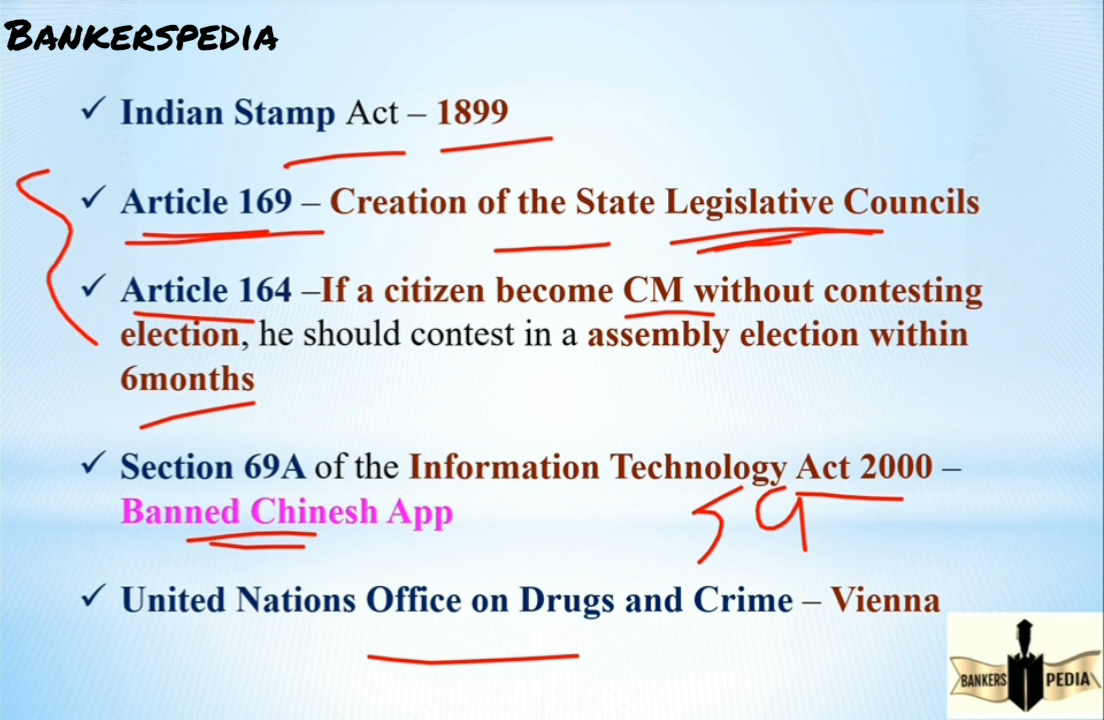 BANKERSPEDIA
✓ Indian Stamp Act – 1899
✓ Article 169 – Creation of the State Legislative Councils
✓ Article 164 –If a citizen become CM without contesting
election, he should contest in a assembly election within
6months
✓ Section 69A of the Information Technology Act 2000 –
Banned Chinesh App
59
✓ United Nations Office on Drugs and Crime – Vienna
BANKERS PEDIA